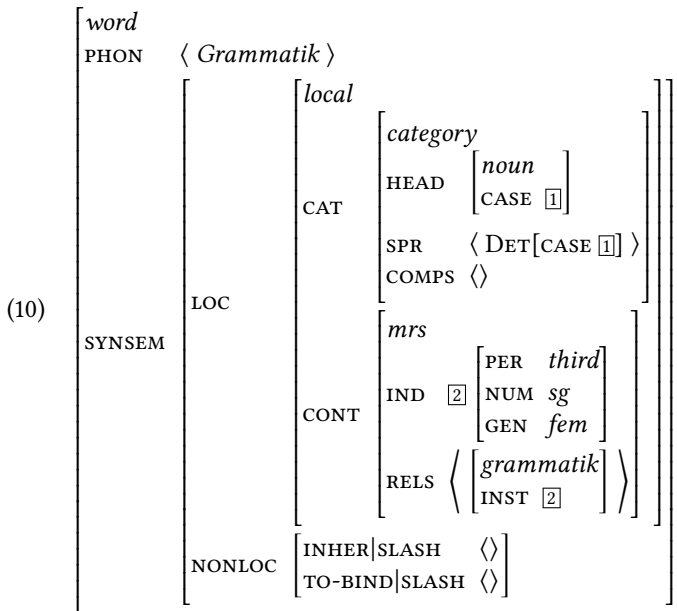 word
PHON ⟨ Grammatik ⟩
local
category
HEAD noun
CASE 1
CAT
SPR ⟨ DET[CASE 1] ⟩
COMPS ⟨⟩
(10)
LOC
SYNSEM
mrs
PER third
IND 2 NUM sg
GEN fem
CONT
RELS ⟨ [grammatik
INST 2] ⟩
INHER|SLASH ⟨⟩
NONLOC
TO-BIND|SLASH ⟨⟩